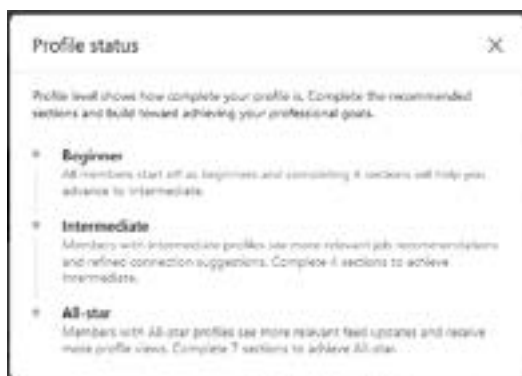 Profile status
Profile level shows how complete your profile is. Complete the recommended
sections and build toward achieving your professional goals.
Beginner
All members start off as beginners and completing 4 sections will help you
advance to intermediate.
Intermediate
Members with intermediate profiles see more relevant job recommendations
and refined connection suggestions. Complete 4 sections to achieve
Intermediate.
All-star
Members with All-star profiles see more relevant feed updates and receive
more profile views. Complete 7 sections to achieve All-star.